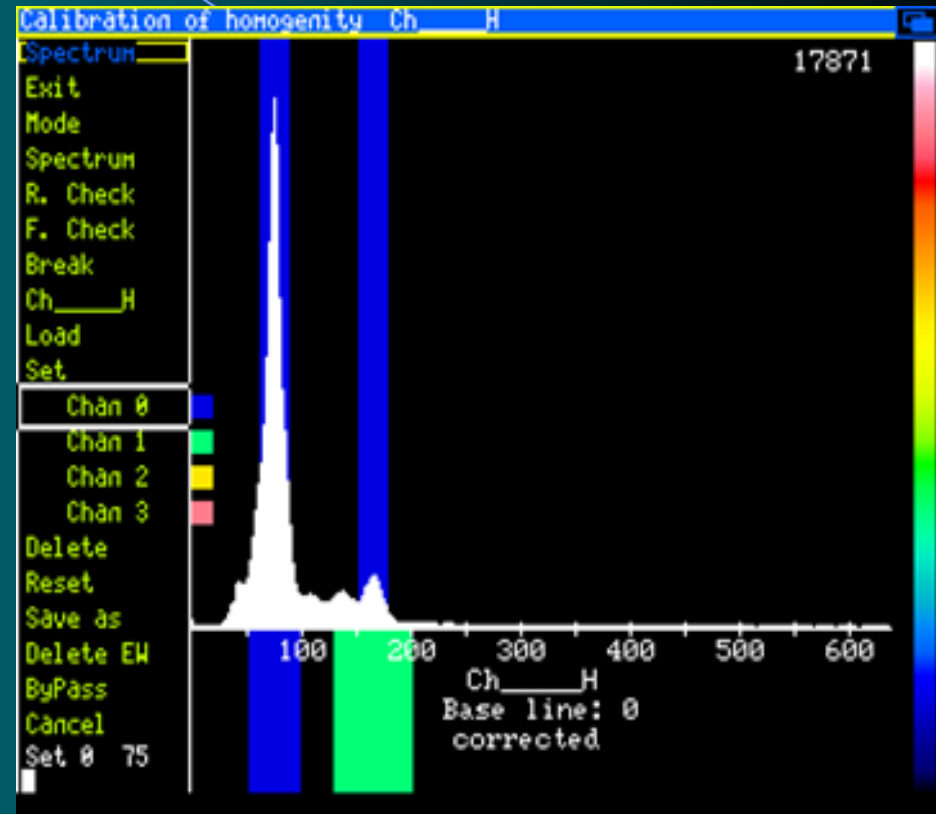 Calibration of homogenity Ch_____H
Spectrum
Exit
Mode
Spectrum
R. Check
F. Check
Break
Ch_____H
Load
Set
Chan 0
Chan 1
Chan 2
Chan 3
Delete
Reset
Save as
Delete EW
ByPass
Cancel
Set 0 75
17871
100 200 300 400 500 600
Ch_____H
Base line: 0
corrected